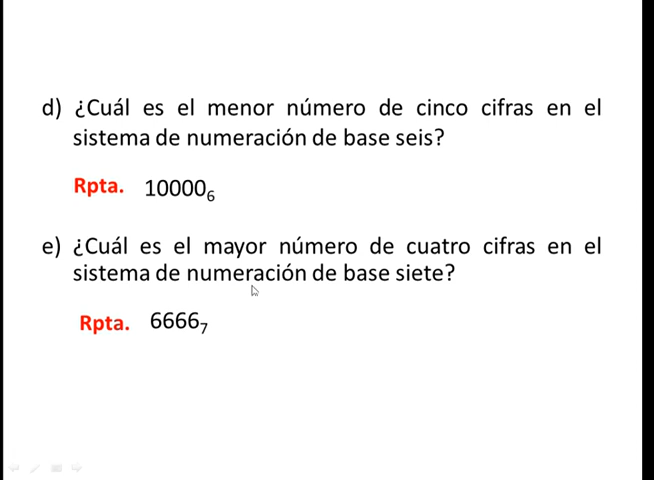 d) ¿Cuál es el menor número de cinco cifras en el
sistema de numeración de base seis?
Rpta. 10000₆
e) ¿Cuál es el mayor número de cuatro cifras en el
sistema de numeración de base siete?
Rpta. 6666₇